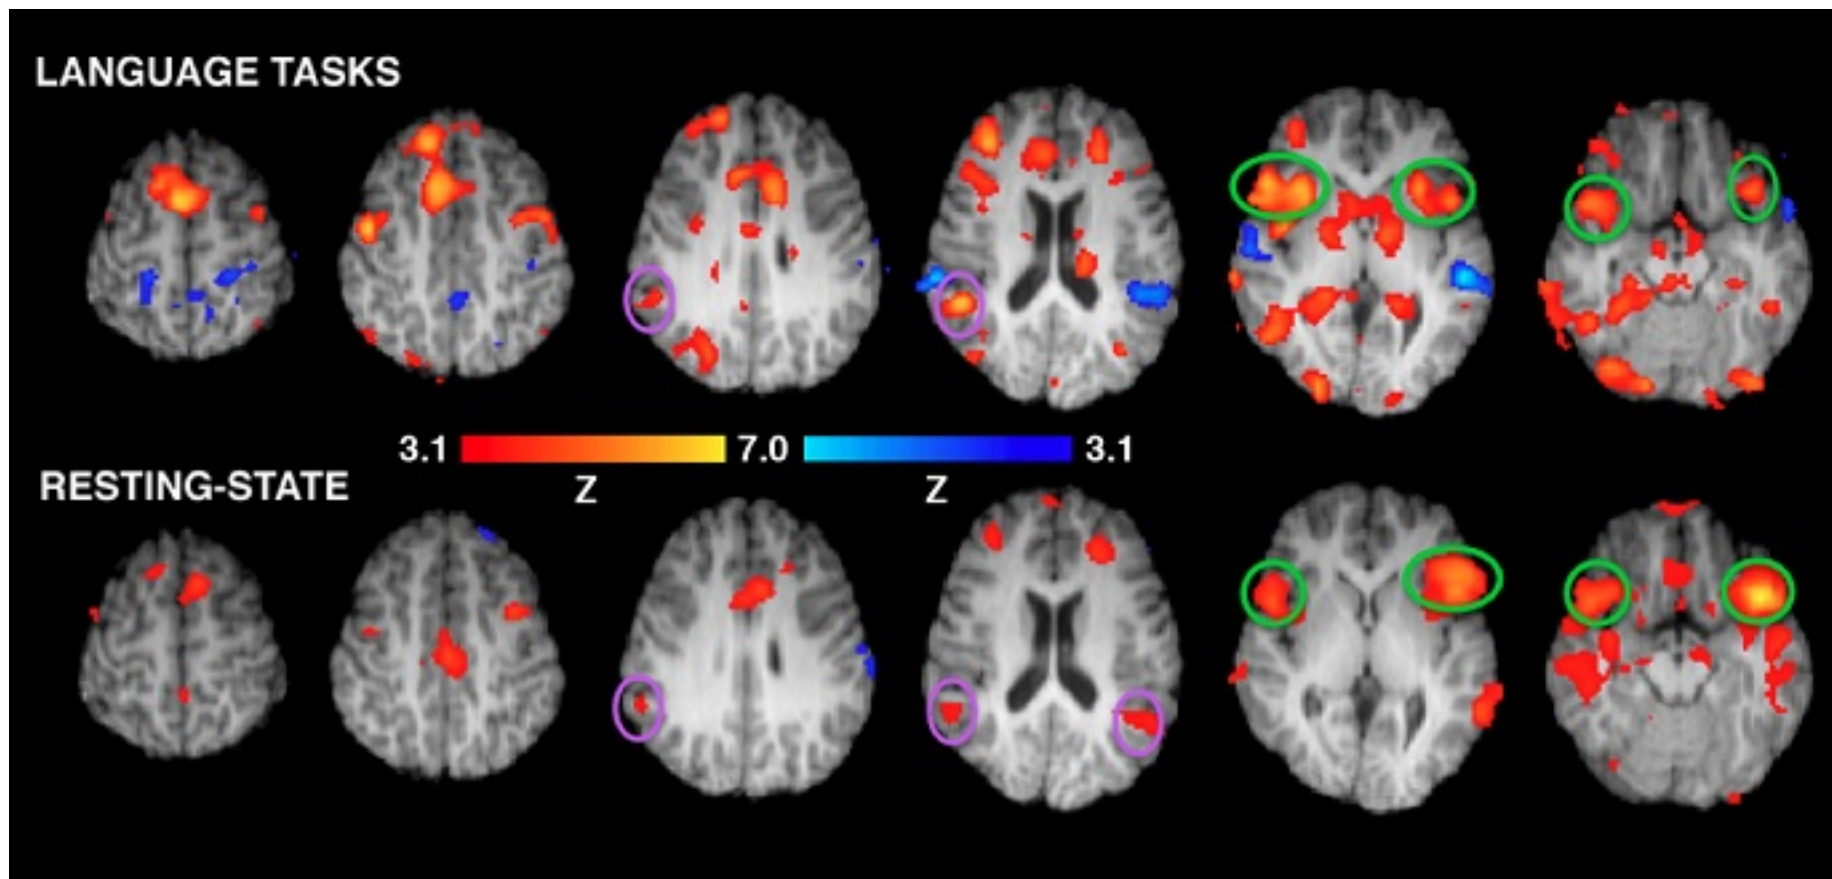 LANGUAGE TASKS
3.1 7.0 3.1
Z Z
RESTING-STATE